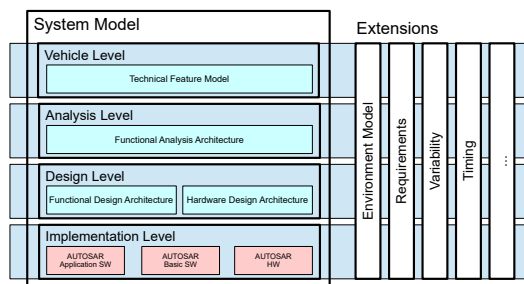 System Model
Extensions
Vehicle Level
Technical Feature Model
Analysis Level
Functional Analysis Architecture
Design Level
Functional Design Architecture
Hardware Design Architecture
Implementation Level
AUTOSAR
Application SW
AUTOSAR
Basic SW
AUTOSAR
HW
Environment Model
Requirements
Variability
Timing
...